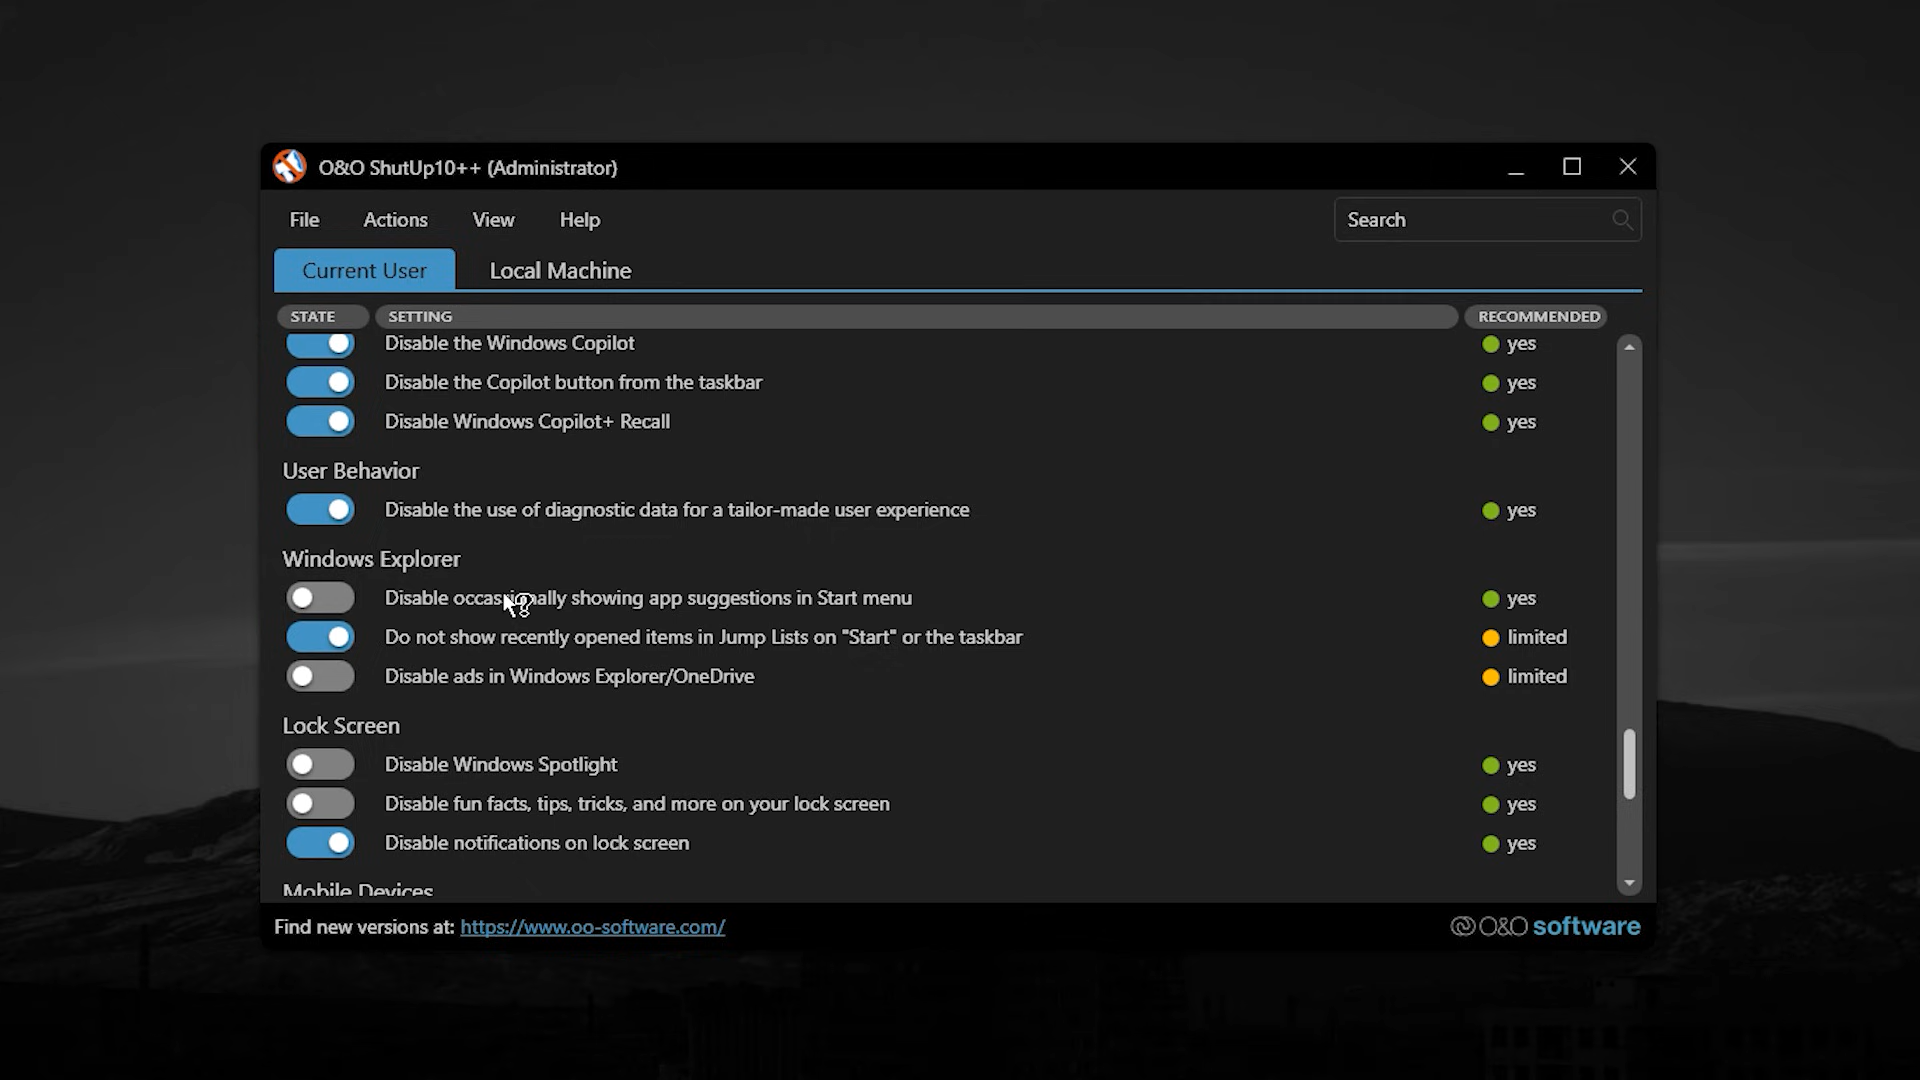 O&O ShutUp10++ (Administrator)
File Actions View Help Search
Current User Local Machine
STATE SETTING RECOMMENDED
Disable the Windows Copilot yes
Disable the Copilot button from the taskbar yes
Disable Windows Copilot+ Recall yes
User Behavior
Disable the use of diagnostic data for a tailor-made user experience yes
Windows Explorer
Disable occasionally showing app suggestions in Start menu yes
Do not show recently opened items in Jump Lists on "Start" or the taskbar limited
Disable ads in Windows Explorer/OneDrive limited
Lock Screen
Disable Windows Spotlight yes
Disable fun facts, tips, tricks, and more on your lock screen yes
Disable notifications on lock screen yes
Mobile Devices
Find new versions at: https://www.oo-software.com/ O&O software